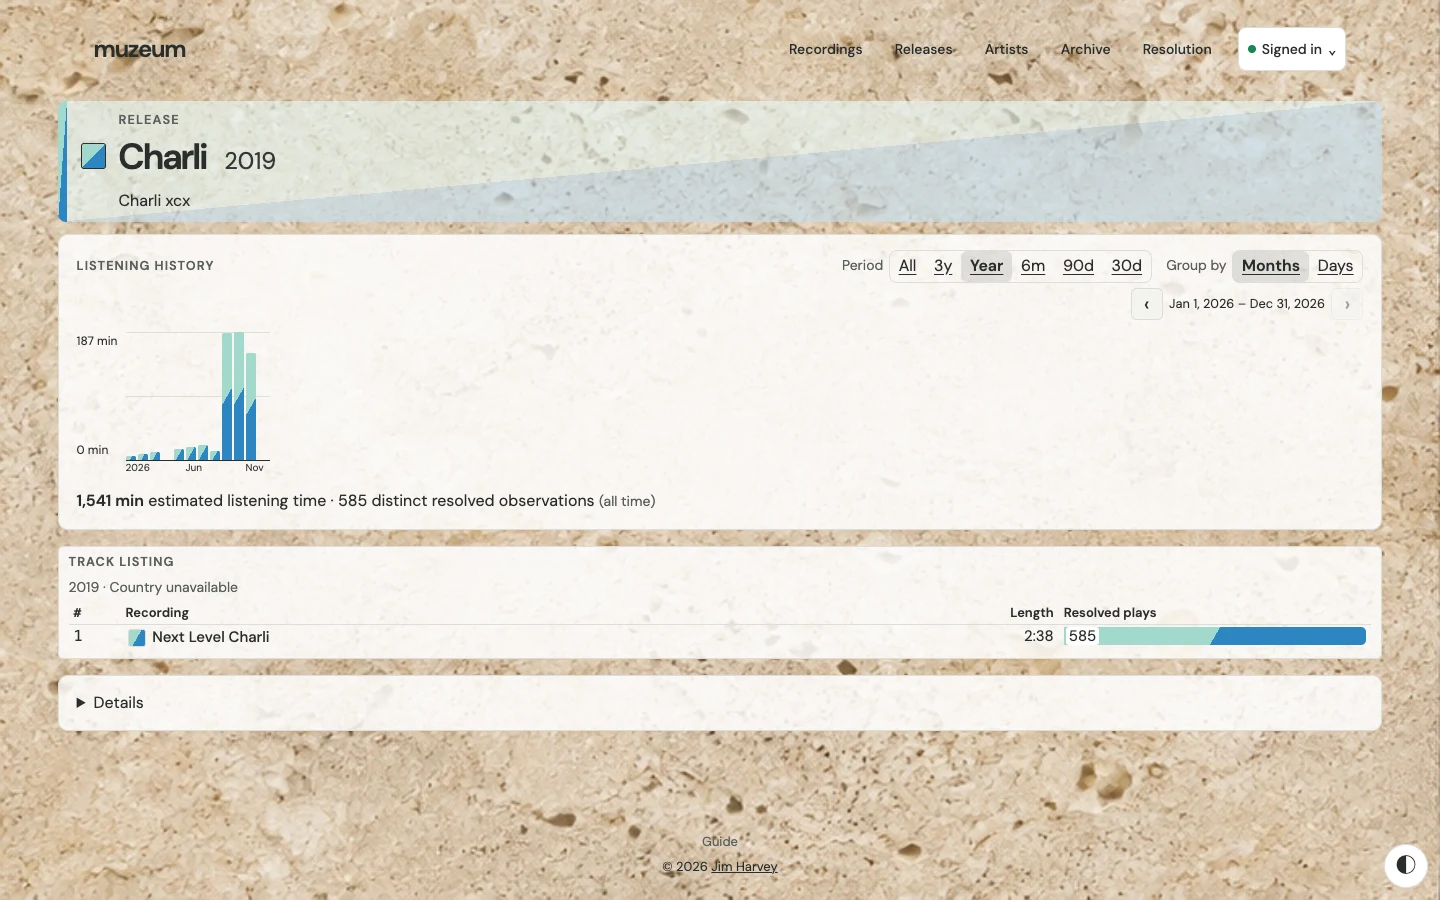 muzeum
Recordings Releases Artists Archive Resolution Signed in
RELEASE
Charli 2019
Charli xcx
LISTENING HISTORY
Period All 3y Year 6m 90d 30d Group by Months Days
‹ Jan 1, 2026 – Dec 31, 2026 ›
187 min
0 min
2026 Jun Nov
1,541 min estimated listening time · 585 distinct resolved observations (all time)
TRACK LISTING
2019 · Country unavailable
# Recording Length Resolved plays
1 Next Level Charli 2:38 585
Details
Guide
© 2026 Jim Harvey